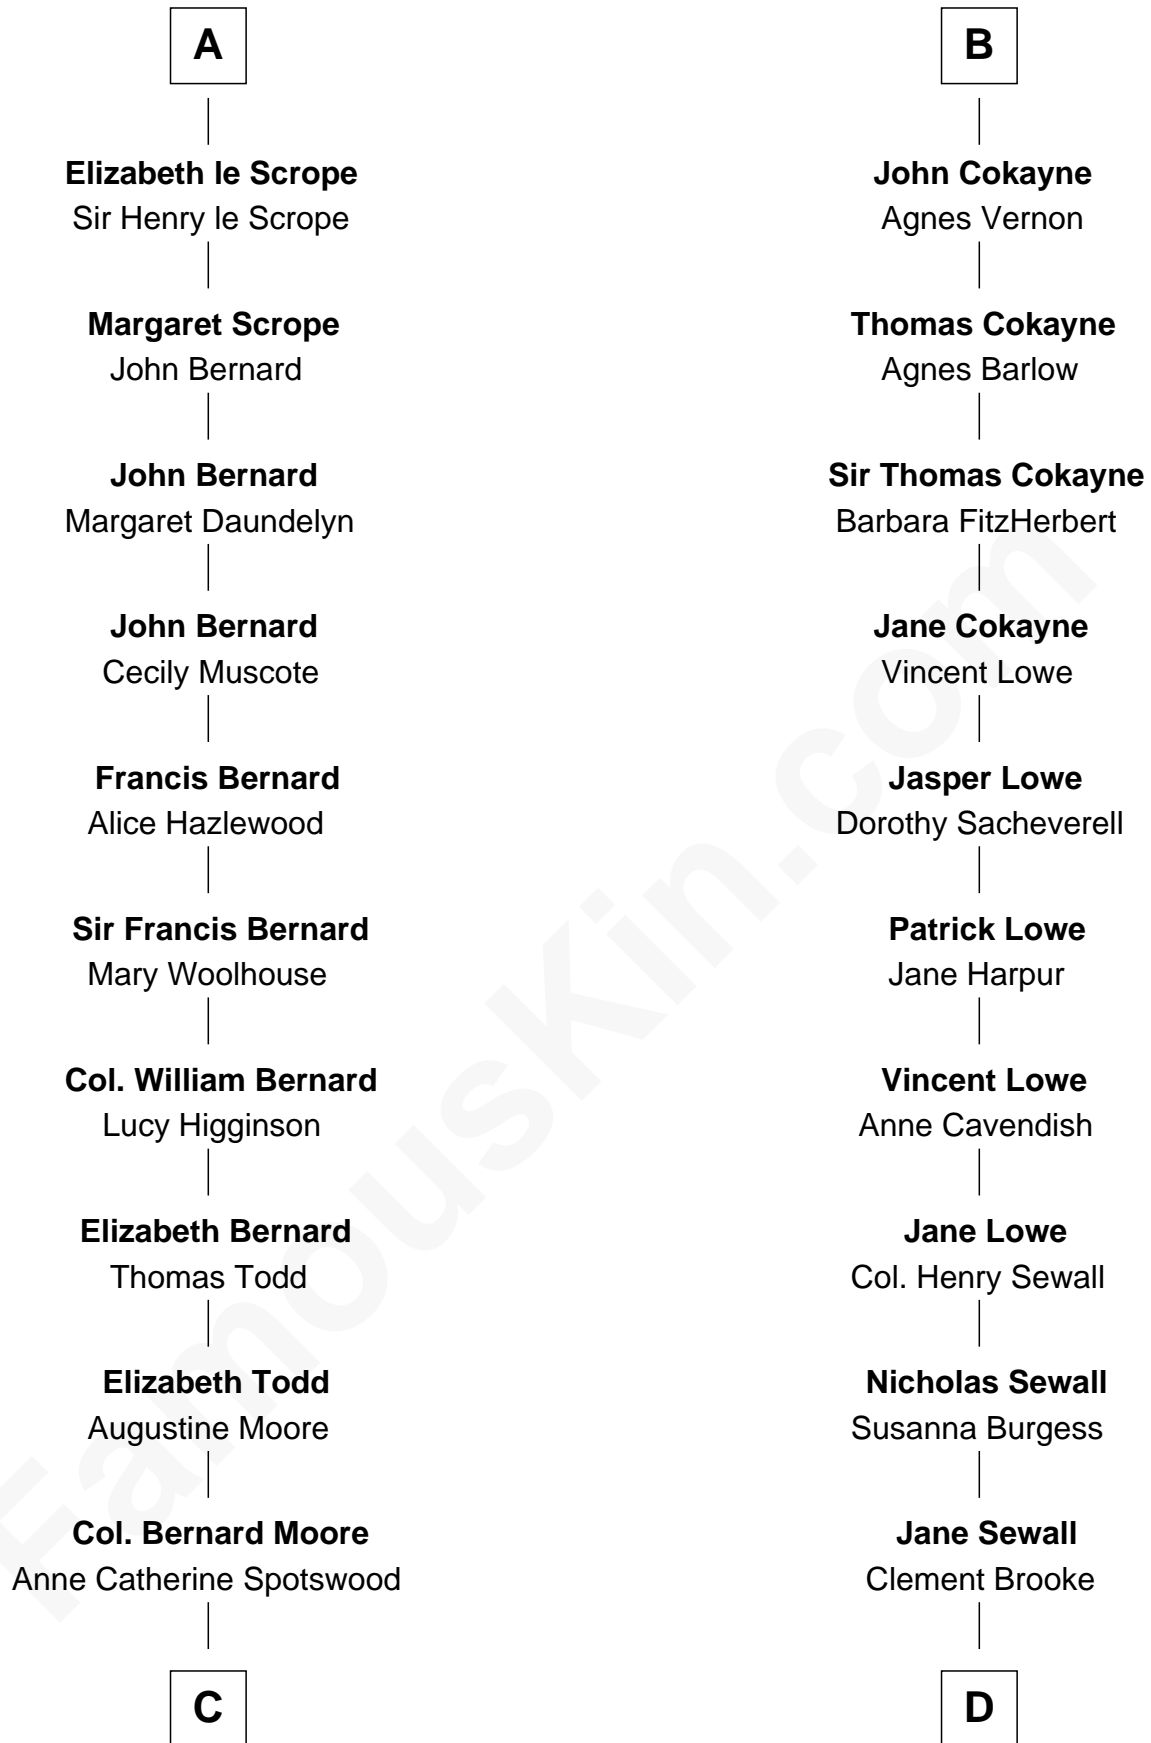 A
Elizabeth le Scrope
Sir Henry le Scrope
Margaret Scrope
John Bernard
John Bernard
Margaret Daundelyn
John Bernard
Cecily Muscote
Francis Bernard
Alice Hazlewood
Sir Francis Bernard
Mary Woolhouse
Col. William Bernard
Lucy Higginson
Elizabeth Bernard
Thomas Todd
Elizabeth Todd
Augustine Moore
Col. Bernard Moore
Anne Catherine Spotswood
C
B
John Cokayne
Agnes Vernon
Thomas Cokayne
Agnes Barlow
Sir Thomas Cokayne
Barbara FitzHerbert
Jane Cokayne
Vincent Lowe
Jasper Lowe
Dorothy Sacheverell
Patrick Lowe
Jane Harpur
Vincent Lowe
Anne Cavendish
Jane Lowe
Col. Henry Sewall
Nicholas Sewall
Susanna Burgess
Jane Sewall
Clement Brooke
D
FamousKin.com